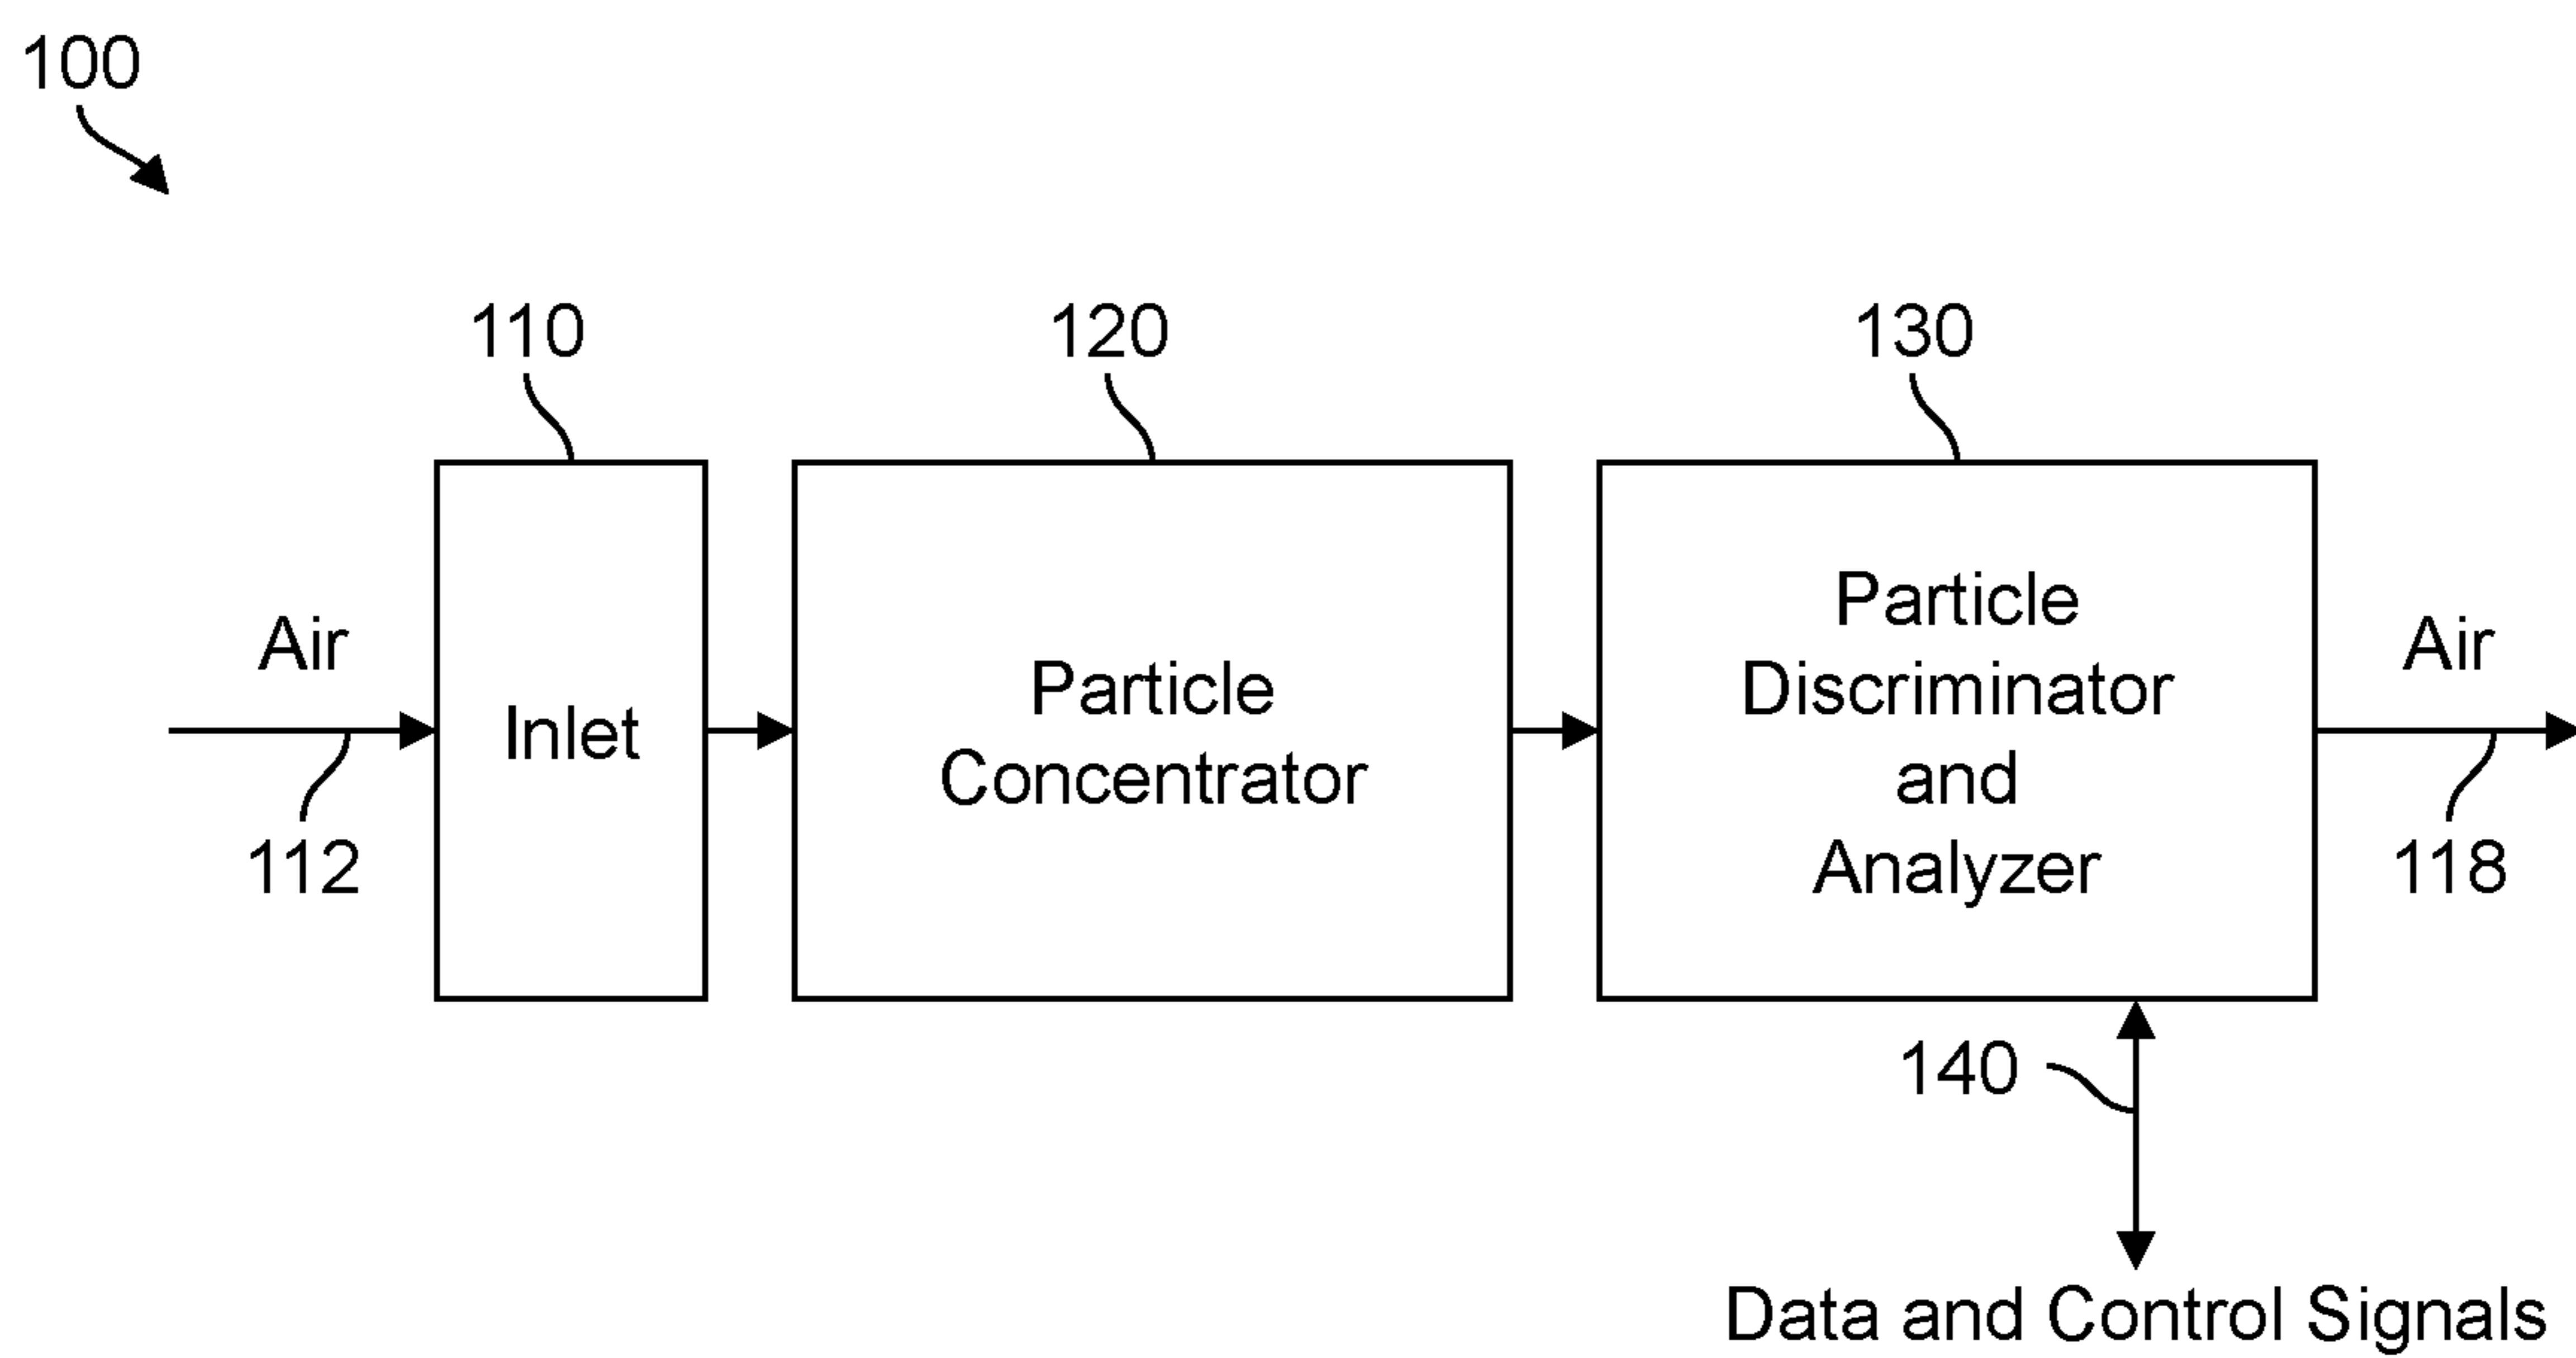 100
110
120
130
Air
Inlet
112
Particle
Concentrator
Particle
Discriminator
and
Analyzer
Air
118
140
Data and Control Signals